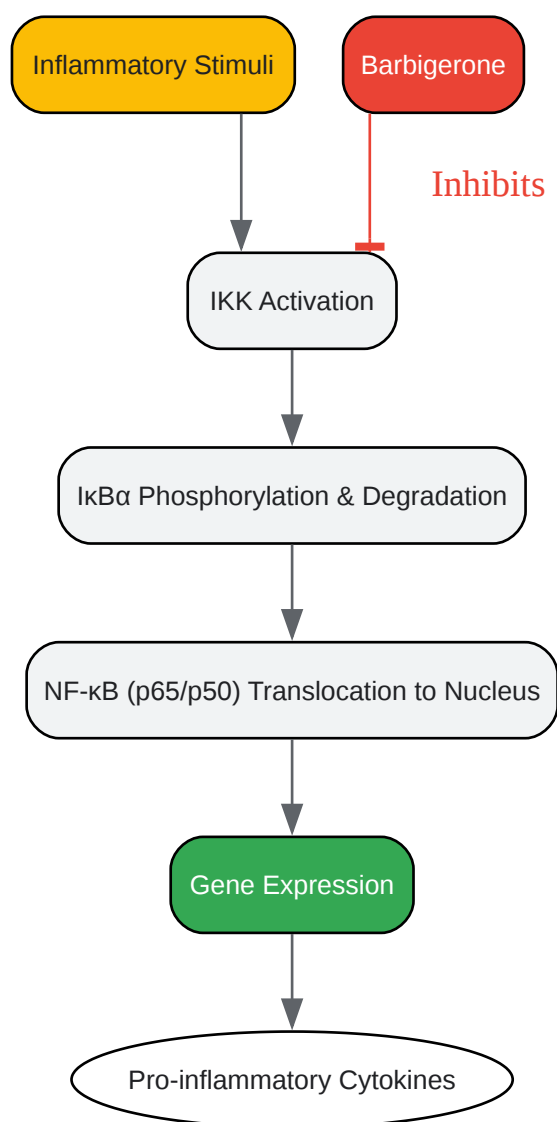 Inflammatory Stimuli
Barbigerone
Inhibits
IKK Activation
IκBα Phosphorylation & Degradation
NF-κB (p65/p50) Translocation to Nucleus
Gene Expression
Pro-inflammatory Cytokines